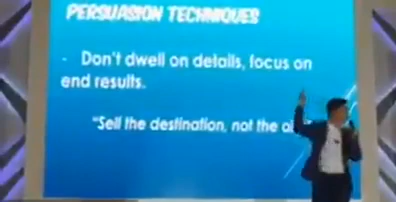 PERSUASION TECHNIQUES
- Don't dwell on details, focus on
end results.
"Sell the destination, not the